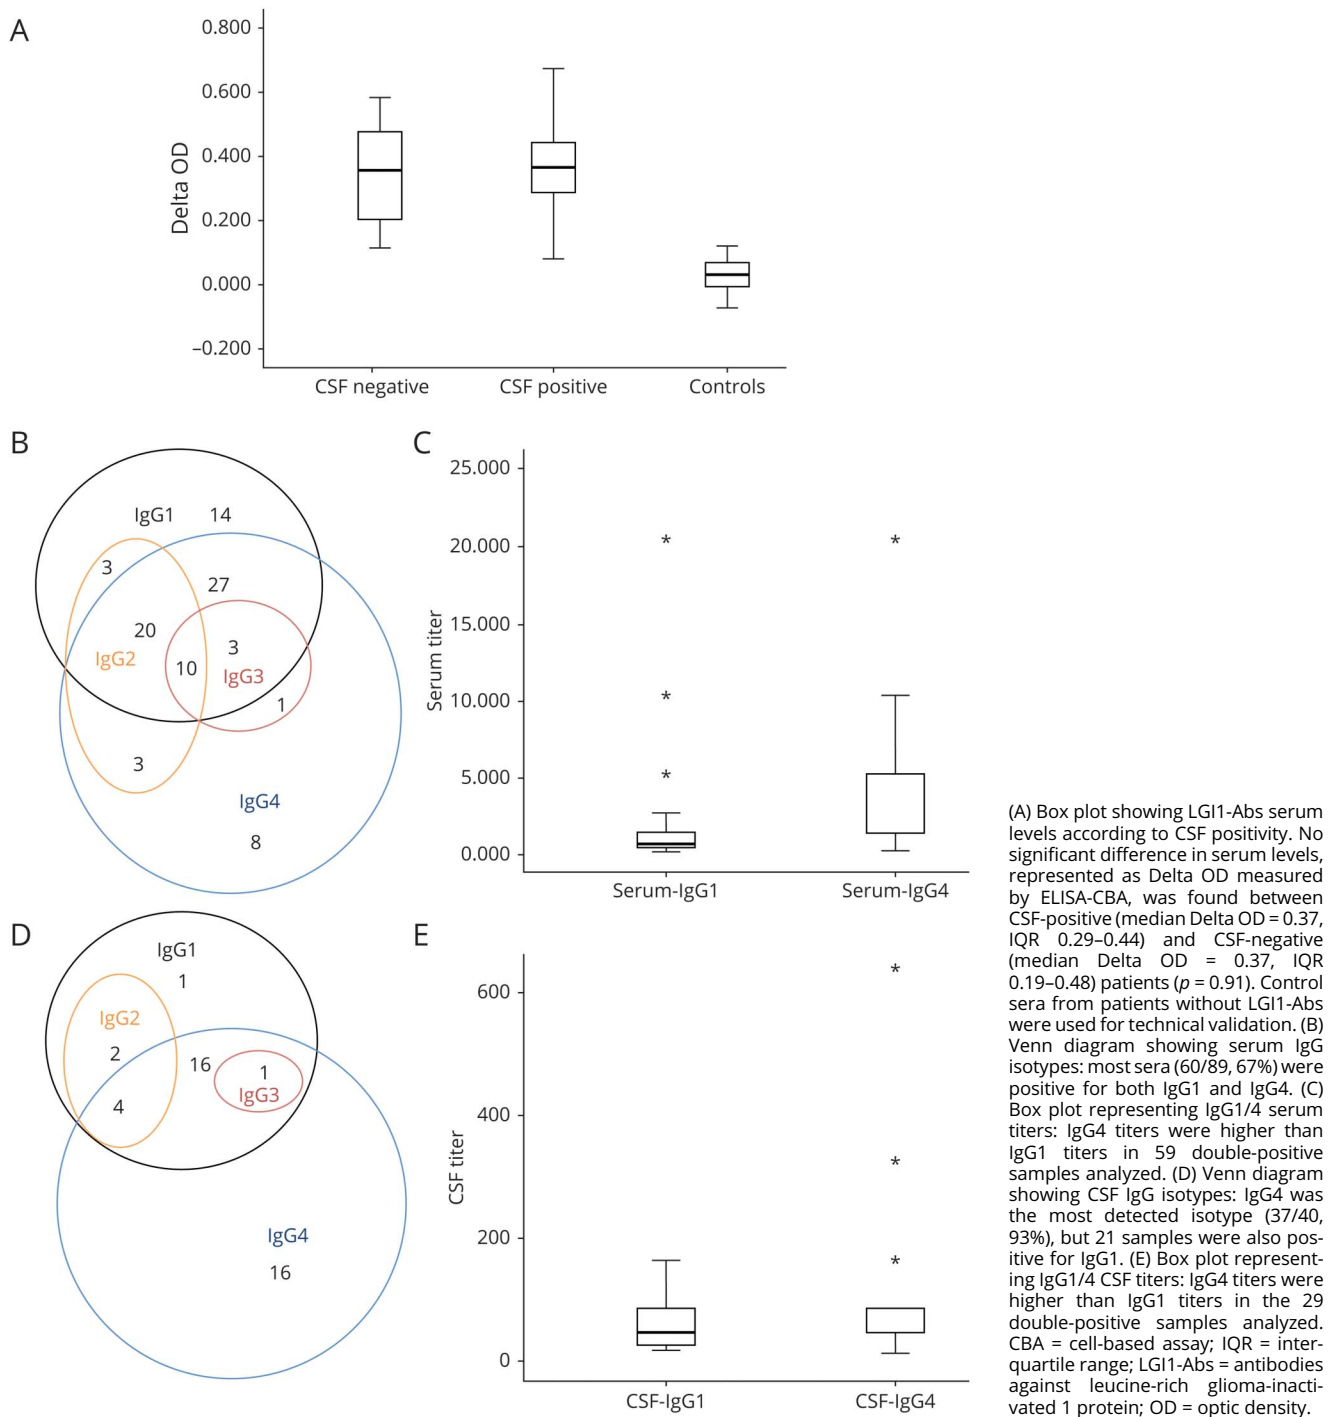 A
0.800
0.600
0.400
0.200
0.000
–0.200
Delta OD
CSF negative CSF positive Controls
B
IgG1 14
3
27
20
3
IgG2
10
IgG3
1
3
IgG4
8
C
25.000
20.000
15.000
10.000
5.000
0.000
Serum titer
* *
*
*
Serum-IgG1 Serum-IgG4
D
IgG1
1
IgG2
2
16
1
IgG3
4
IgG4
16
E
600
400
200
0
CSF titer
*
*
*
CSF-IgG1 CSF-IgG4
(A) Box plot showing LGI1-Abs serum
levels according to CSF positivity. No
significant difference in serum levels,
represented as Delta OD measured
by ELISA-CBA, was found between
CSF-positive (median Delta OD = 0.37,
IQR 0.29–0.44) and CSF-negative
(median Delta OD = 0.37, IQR
0.19–0.48) patients (p = 0.91). Control
sera from patients without LGI1-Abs
were used for technical validation. (B)
Venn diagram showing serum IgG
isotypes: most sera (60/89, 67%) were
positive for both IgG1 and IgG4. (C)
Box plot representing IgG1/4 serum
titers: IgG4 titers were higher than
IgG1 titers in 59 double-positive
samples analyzed. (D) Venn diagram
showing CSF IgG isotypes: IgG4 was
the most detected isotype (37/40,
93%), but 21 samples were also pos-
itive for IgG1. (E) Box plot represent-
ing IgG1/4 CSF titers: IgG4 titers were
higher than IgG1 titers in the 29
double-positive samples analyzed.
CBA = cell-based assay; IQR = inter-
quartile range; LGI1-Abs = antibodies
against leucine-rich glioma-inacti-
vated 1 protein; OD = optic density.